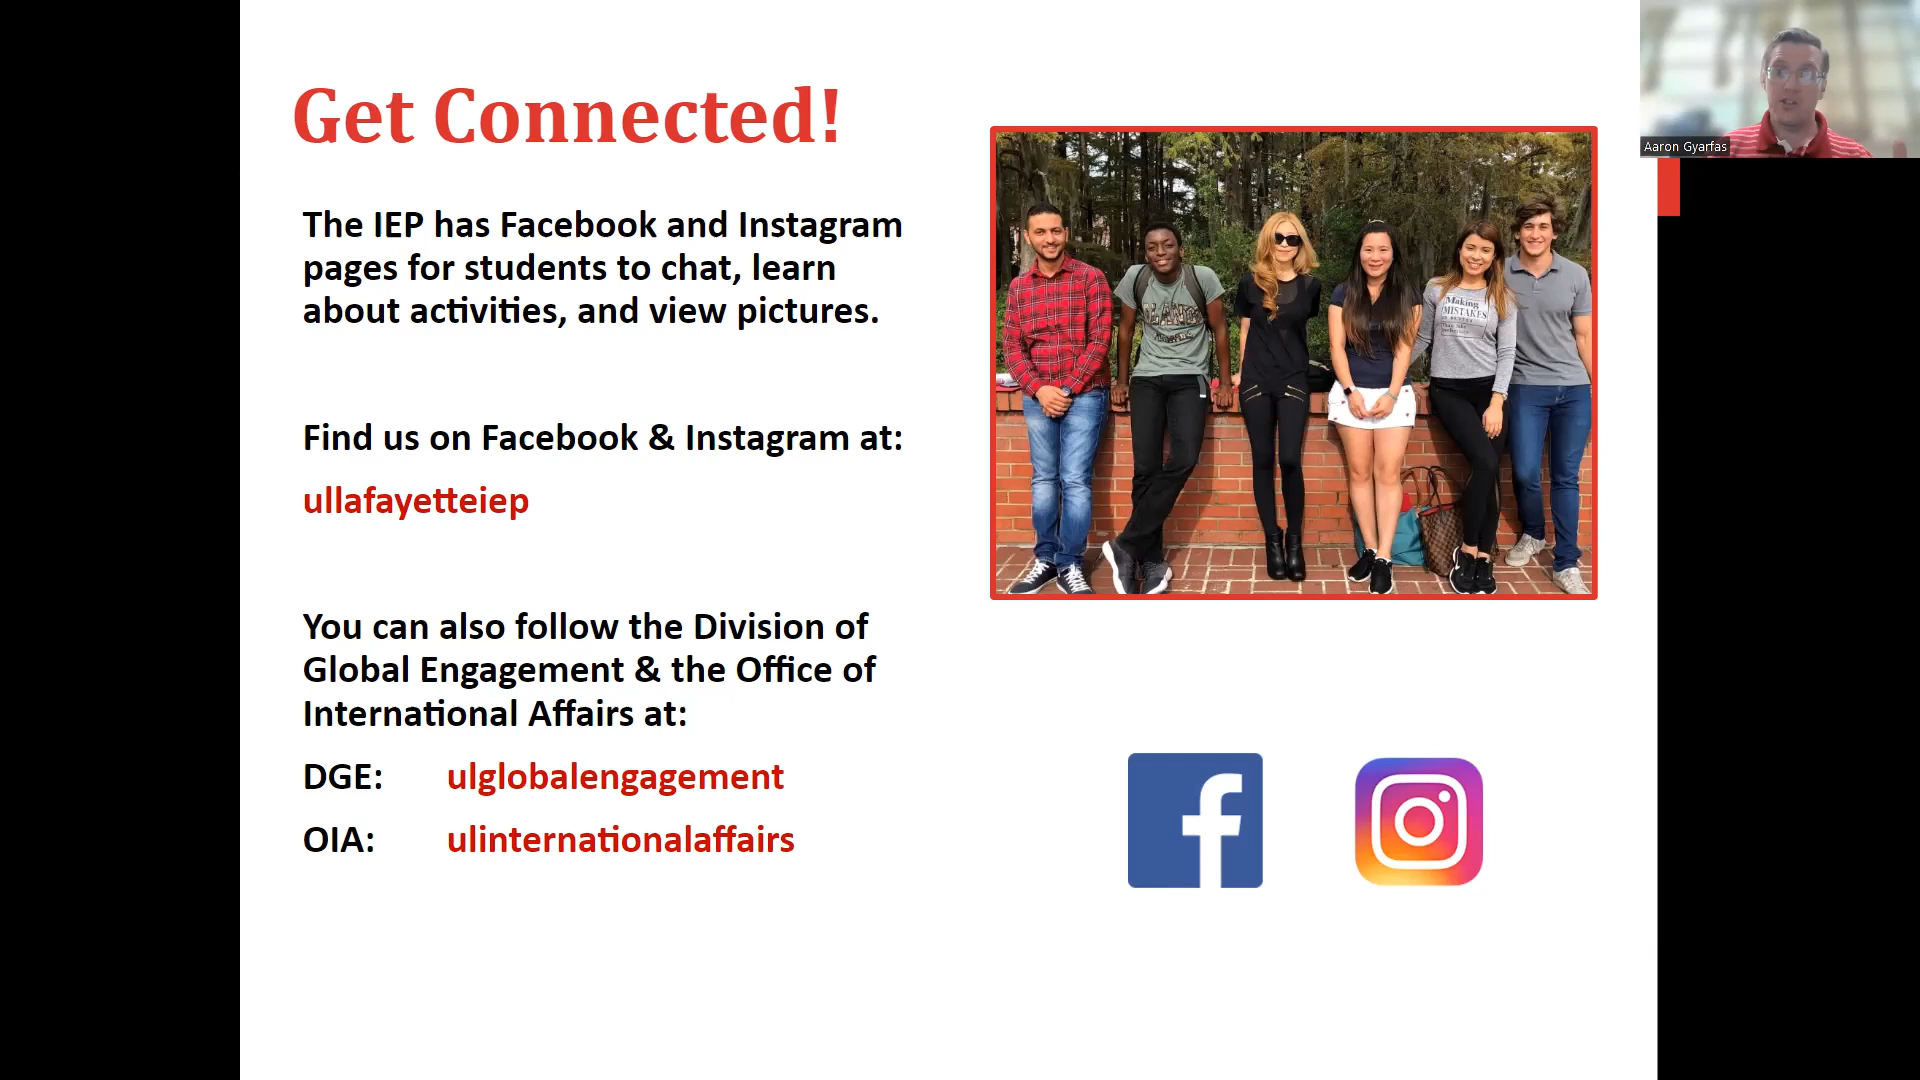 Get Connected!
The IEP has Facebook and Instagram
pages for students to chat, learn
about activities, and view pictures.
Find us on Facebook & Instagram at:
ullafayetteiep
You can also follow the Division of
Global Engagement & the Office of
International Affairs at:
DGE: ulglobalengagement
OIA: ulinternationalaffairs
Making
MISTAKES
Aaron Gyarfas